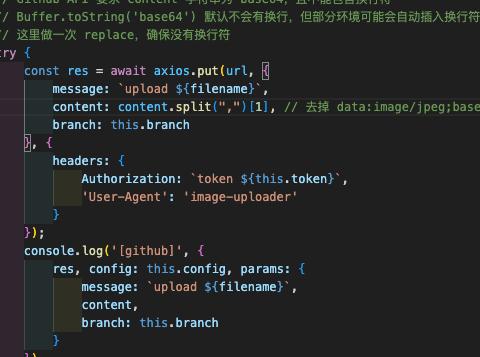 // GitHub API 要求 content 字符串为 base64，且不能包含换行符
// Buffer.toString('base64') 默认不会有换行，但部分环境可能会自动插入换行符
// 这里做一次 replace，确保没有换行符
try {
const res = await axios.put(url, {
message: `upload ${filename}`,
content: content.split(",")[1], // 去掉 data:image/jpeg;base
branch: this.branch
}, {
headers: {
Authorization: `token ${this.token}`,
'User-Agent': 'image-uploader'
}
});
console.log('[github]', {
res, config: this.config, params: {
message: `upload ${filename}`,
content,
branch: this.branch
}
})